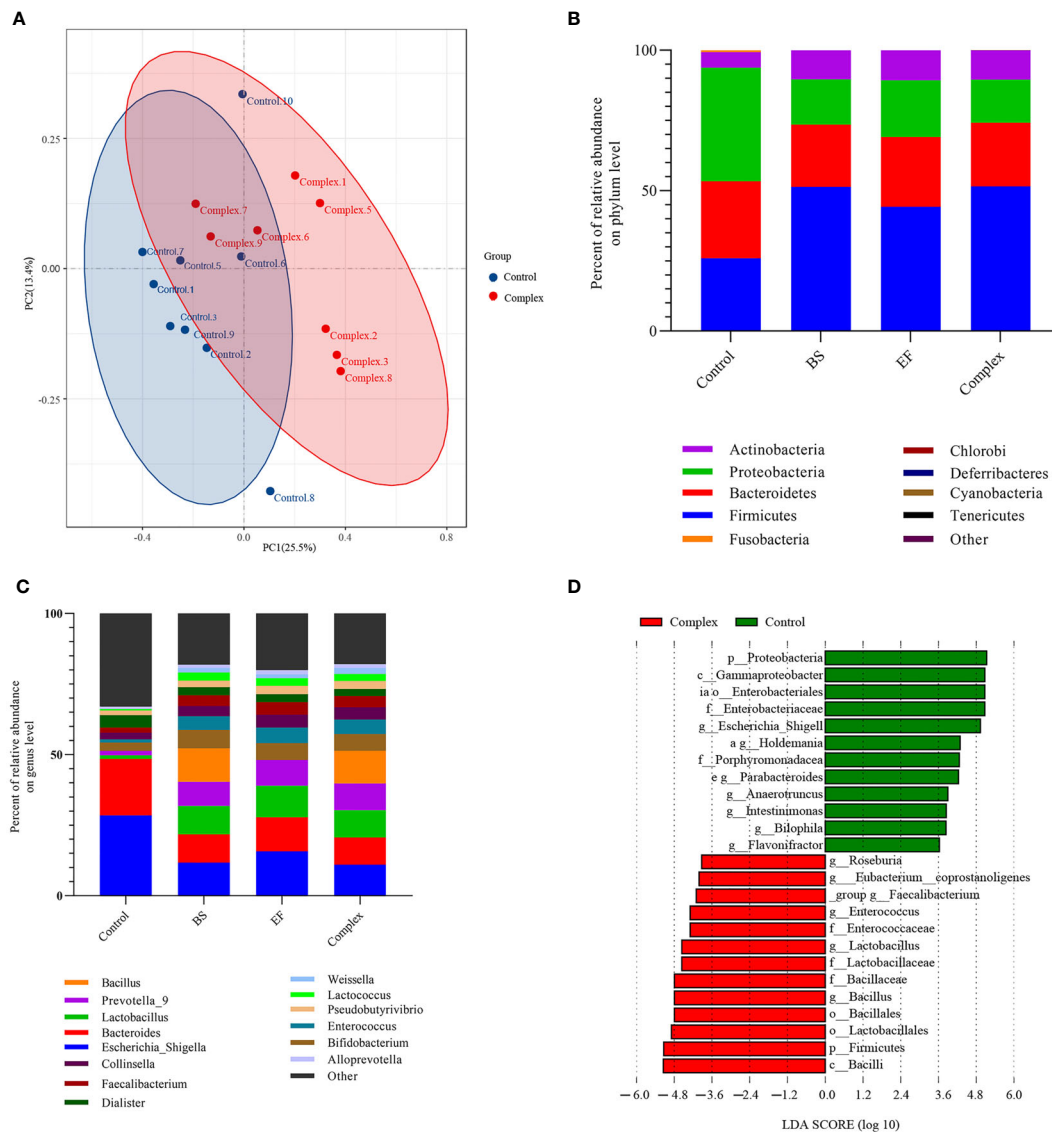 A
0.25
0.00
-0.25
PC2(13.4%)
-0.4
0.0
0.4
0.8
PC1(25.5%)
Control.10
Complex.1
Complex.5
Complex.7
Complex.6
Complex.9
Control.7
Control.5
Control.6
Control.1
Control.3
Control.9
Control.2
Complex.2
Complex.3
Complex.8
Control.8
Group
Control
Complex
B
Percent of relative abundance
on phylum level
100
50
0
Control
BS
EF
Complex
Actinobacteria
Proteobacteria
Bacteroidetes
Firmicutes
Fusobacteria
Chlorobi
Deferribacteres
Cyanobacteria
Tenericutes
Other
C
Percent of relative abundance
on genus level
100
50
0
Control
BS
EF
Complex
Bacillus
Prevotella_9
Lactobacillus
Bacteroides
Escherichia_Shigella
Collinsella
Faecalibacterium
Dialister
Weissella
Lactococcus
Pseudobutyrivibrio
Enterococcus
Bifidobacterium
Alloprevotella
Other
D
Complex
Control
p__Proteobacteria
c__Gammaproteobacter
ia o__Enterobacteriales
f__Enterobacteriaceae
g__Escherichia_Shigell
a g__Holdemania
f__Porphyromonadacea
e g__Parabacteroides
g__Anaerotruncus
g__Intestinimonas
g__Bilophila
g__Flavonifractor
g__Roseburia
g___Eubacterium__coprostanoligenes
_group g__Faecalibacterium
g__Enterococcus
f__Enterococcaceae
g__Lactobacillus
f__Lactobacillaceae
f__Bacillaceae
g__Bacillus
o__Bacillales
o__Lactobacillales
p__Firmicutes
c__Bacilli
−6.0 −4.8 −3.6 −2.4 −1.2 0.0 1.2 2.4 3.6 4.8 6.0
LDA SCORE (log 10)